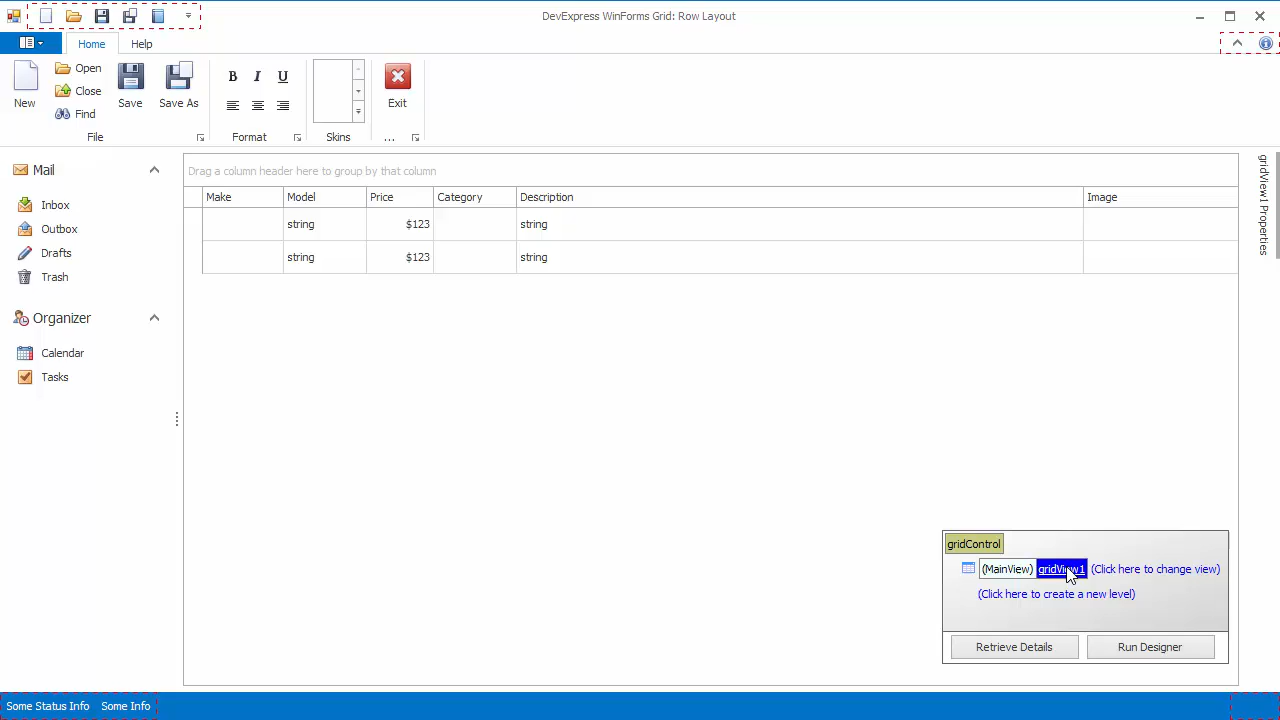 DevExpress WinForms Grid: Row Layout
Home Help
New
Open
Close
Find
Save
Save As
File
B I U
Format
Skins
Exit
...
Mail
Inbox
Outbox
Drafts
Trash
Organizer
Calendar
Tasks
Drag a column header here to group by that column
Make Model Price Category Description Image
string $123 string
string $123 string
gridView1 Properties
gridControl
(MainView) gridView1 (Click here to change view)
(Click here to create a new level)
Retrieve Details Run Designer
Some Status Info Some Info